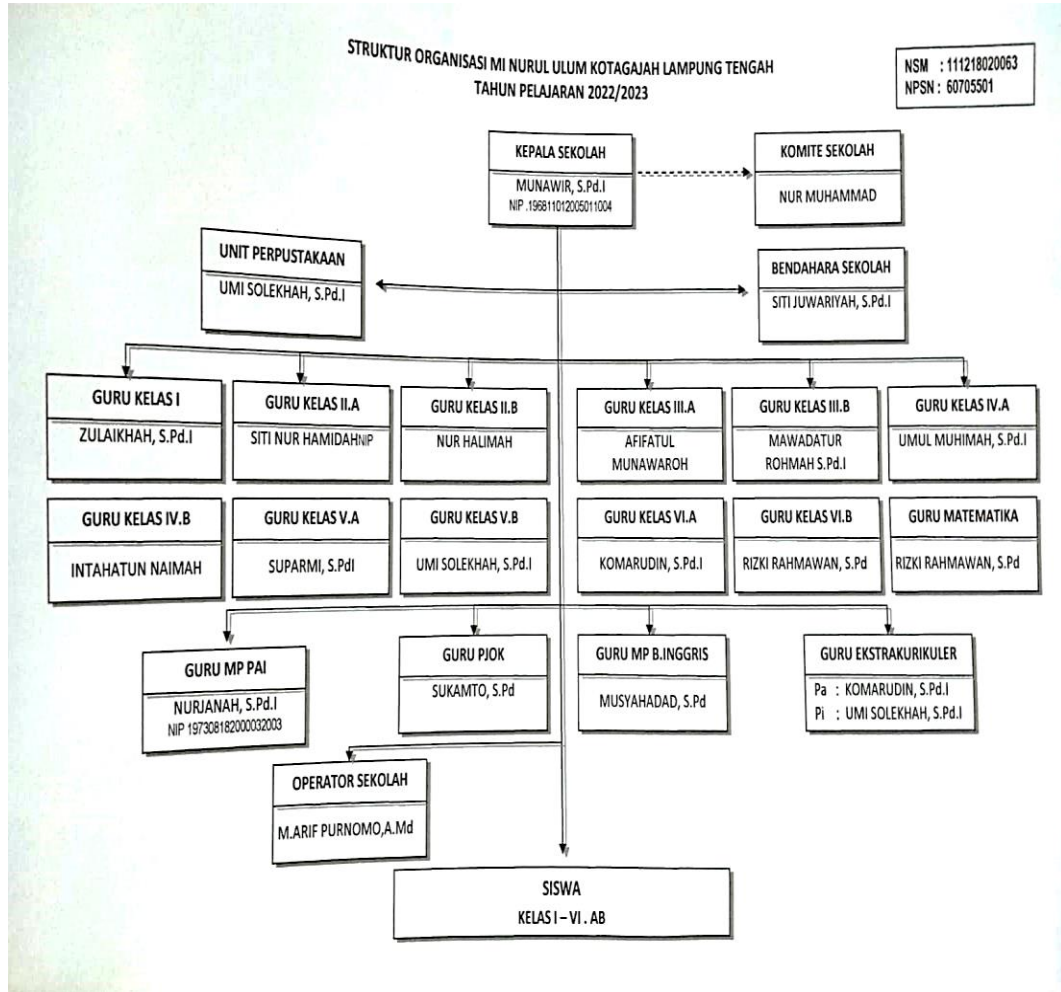 STRUKTUR ORGANISASI MI NURUL ULUM KOTAGAJAH LAMPUNG TENGAH
TAHUN PELAJARAN 2022/2023
NSM : 111218020063
NPSN : 60705501
KEPALA SEKOLAH
MUNAWIR, S.Pd.I
NIP .196811012005011004
KOMITE SEKOLAH
NUR MUHAMMAD
UNIT PERPUSTAKAAN
UMI SOLEKHAH, S.Pd.I
BENDAHARA SEKOLAH
SITI JUWARIYAH, S.Pd.I
GURU KELAS I
ZULAIKHAH, S.Pd.I
GURU KELAS II.A
SITI NUR HAMIDAHNIP
GURU KELAS II.B
NUR HALIMAH
GURU KELAS III.A
AFIFATUL
MUNAWAROH
GURU KELAS III.B
MAWADATUR
ROHMAH S.Pd.I
GURU KELAS IV.A
UMUL MUHIMAH, S.Pd.I
GURU KELAS IV.B
INTAHATUN NAIMAH
GURU KELAS V.A
SUPARMI, S.PdI
GURU KELAS V.B
UMI SOLEKHAH, S.Pd.I
GURU KELAS VI.A
KOMARUDIN, S.Pd.I
GURU KELAS VI.B
RIZKI RAHMAWAN, S.Pd
GURU MATEMATIKA
RIZKI RAHMAWAN, S.Pd
GURU MP PAI
NURJANAH, S.Pd.I
NIP 197308182000032003
GURU PJOK
SUKAMTO, S.Pd
GURU MP B.INGGRIS
MUSYAHADAD, S.Pd
GURU EKSTRAKURIKULER
Pa : KOMARUDIN, S.Pd.I
Pi : UMI SOLEKHAH, S.Pd.I
OPERATOR SEKOLAH
M.ARIF PURNOMO,A.Md
SISWA
KELAS I – VI . AB